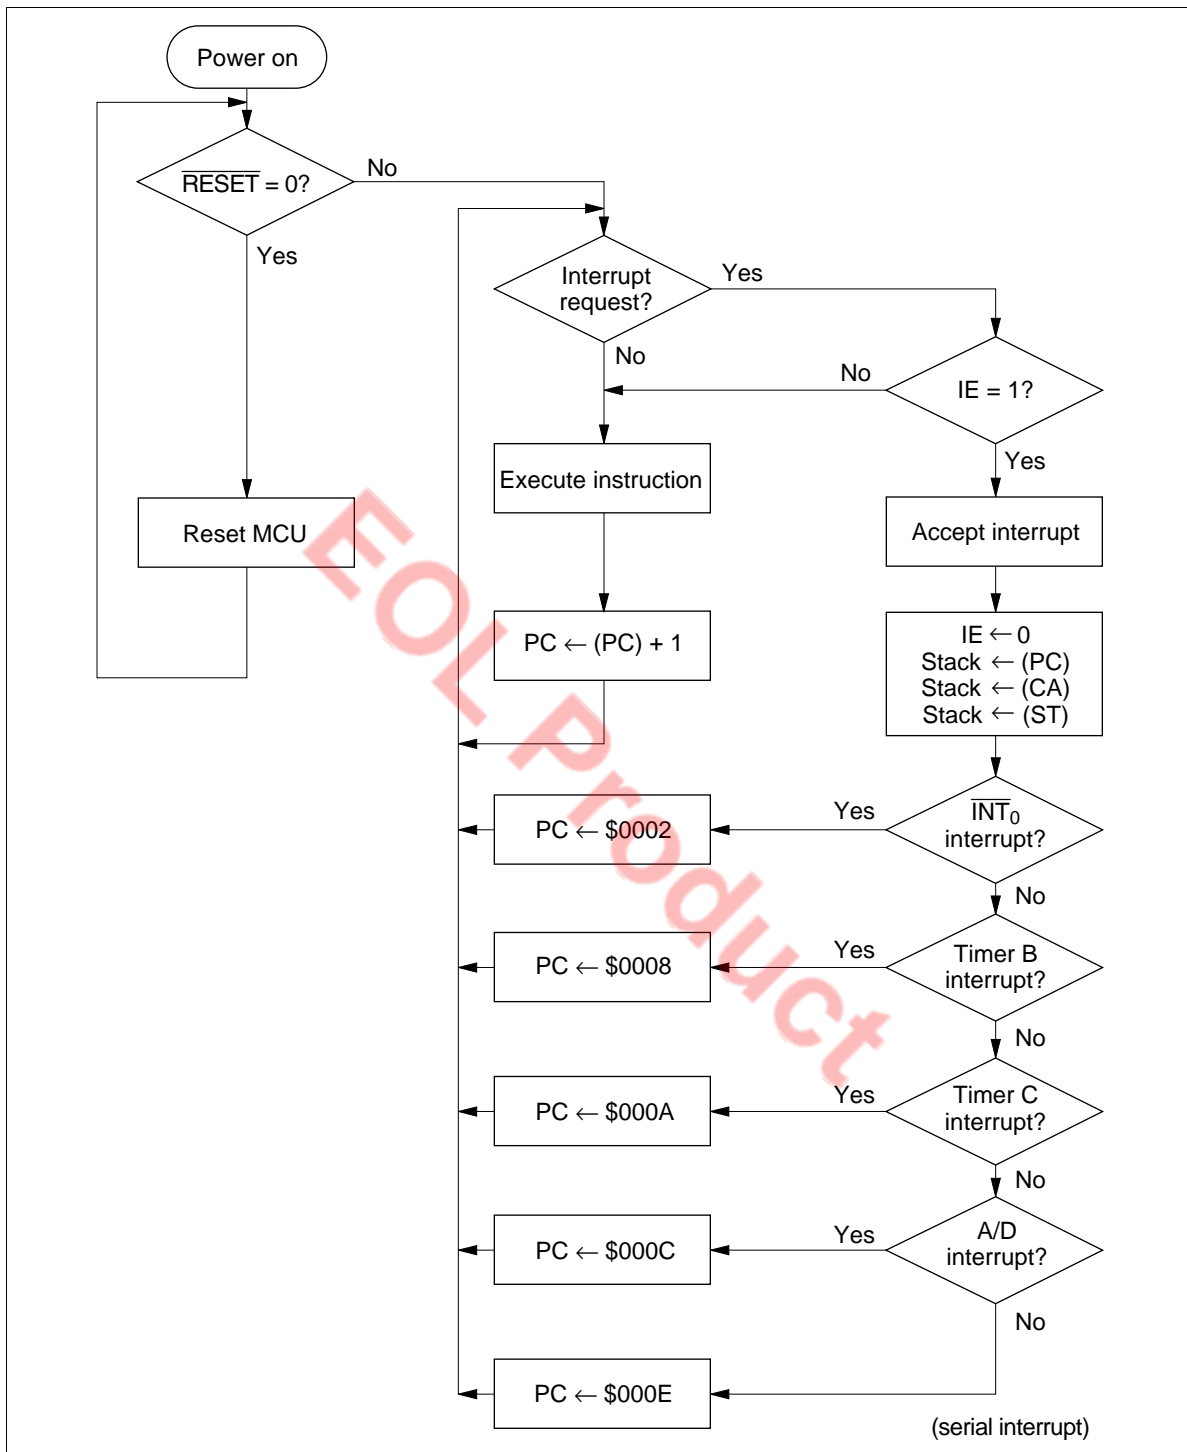 Power on
RESET = 0?
No
Yes
Reset MCU
Interrupt
request?
Yes
No
IE = 1?
No
Yes
Execute instruction
Accept interrupt
PC ← (PC) + 1
IE ← 0
Stack ← (PC)
Stack ← (CA)
Stack ← (ST)
INT0
interrupt?
Yes
PC ← $0002
No
Timer B
interrupt?
Yes
PC ← $0008
No
Timer C
interrupt?
Yes
PC ← $000A
No
A/D
interrupt?
Yes
PC ← $000C
No
PC ← $000E
(serial interrupt)
EOL Product